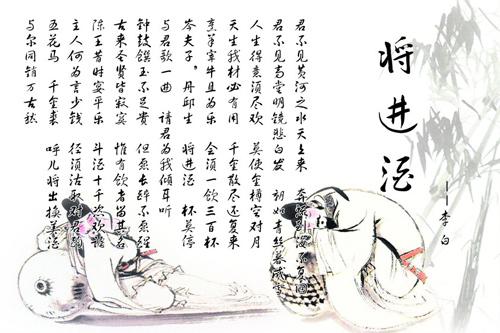 将进酒
——李白
君不见黄河之水天上来 奔流到海不复回
君不见高堂明镜悲白发 朝如青丝暮成雪
人生得意须尽欢 莫使金樽空对月
天生我材必有用 千金散尽还复来
烹羊宰牛且为乐 会须一饮三百杯
岑夫子.丹邱生 将进酒 杯莫停
与君歌一曲 请君为我倾耳听
钟鼓馔玉不足贵 但愿长醉不愿醒
古来圣贤皆寂寞 惟有饮者留其名
陈王昔时宴平乐 斗酒十千恣欢谑
主人何为言少钱 径须沽取对君酌
五花马 千金裘 呼儿将出换美酒
与尔同销万古愁